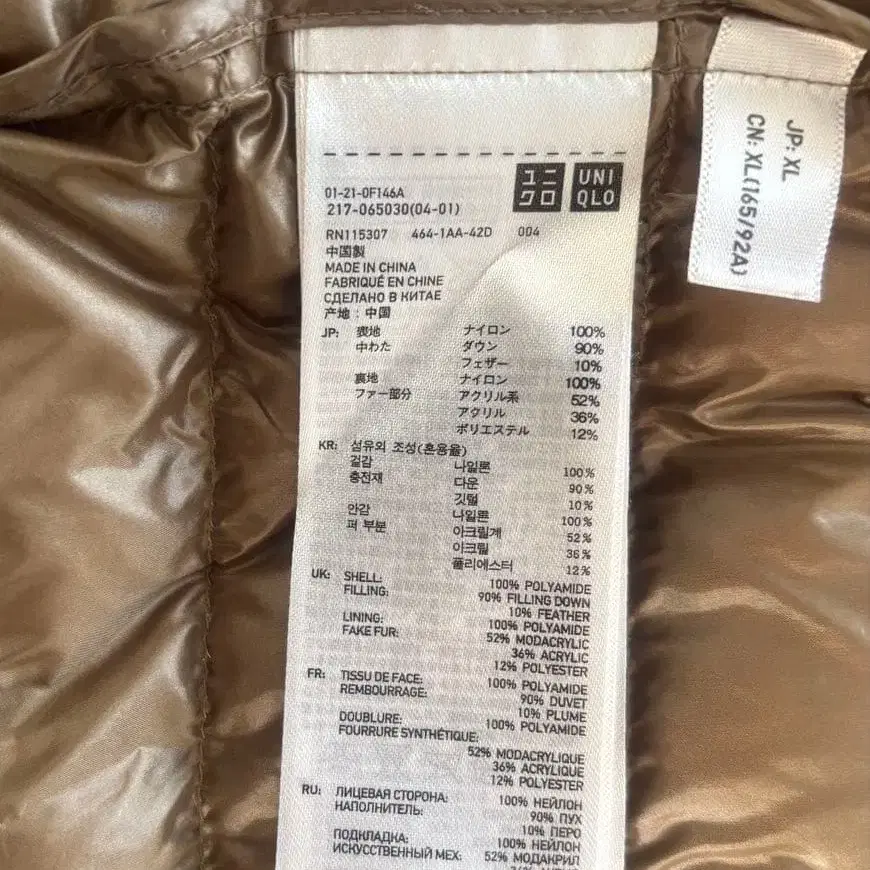 ユニ
クロ
UNI
QLO
01-21-0F146A
217-065030(04-01)
RN115307 464-1AA-42D 004
中国製
MADE IN CHINA
FABRIQUÉ EN CHINE
СДЕЛАНО В КИТАЕ
产地 : 中国
JP: 表地 ナイロン 100%
中わた ダウン 90%
フェザー 10%
裏地 ナイロン 100%
ファー部分 アクリル系 52%
アクリル 36%
ポリエステル 12%
KR: 섬유의 조성(혼용율)
겉감 나일론 100%
충전재 다운 90%
깃털 10%
안감 나일론 100%
퍼 부분 아크릴계 52%
아크릴 36%
폴리에스터 12%
UK: SHELL: 100% POLYAMIDE
FILLING: 90% FILLING DOWN
10% FEATHER
LINING: 100% POLYAMIDE
FAKE FUR: 52% MODACRYLIC
36% ACRYLIC
12% POLYESTER
FR: TISSU DE FACE: 100% POLYAMIDE
REMBOURRAGE: 90% DUVET
10% PLUME
DOUBLURE: 100% POLYAMIDE
FOURRURE SYNTHÉTIQUE:
52% MODACRYLIQUE
36% ACRYLIQUE
12% POLYESTER
RU: ЛИЦЕВАЯ СТОРОНА: 100% НЕЙЛОН
НАПОЛНИТЕЛЬ: 90% ПУХ
10% ПЕРО
ПОДКЛАДКА: 100% НЕЙЛОН
ИСКУССТВЕННЫЙ МЕХ: 52% МОДАКРИЛ
JP: XL
CN: XL(165/92A)